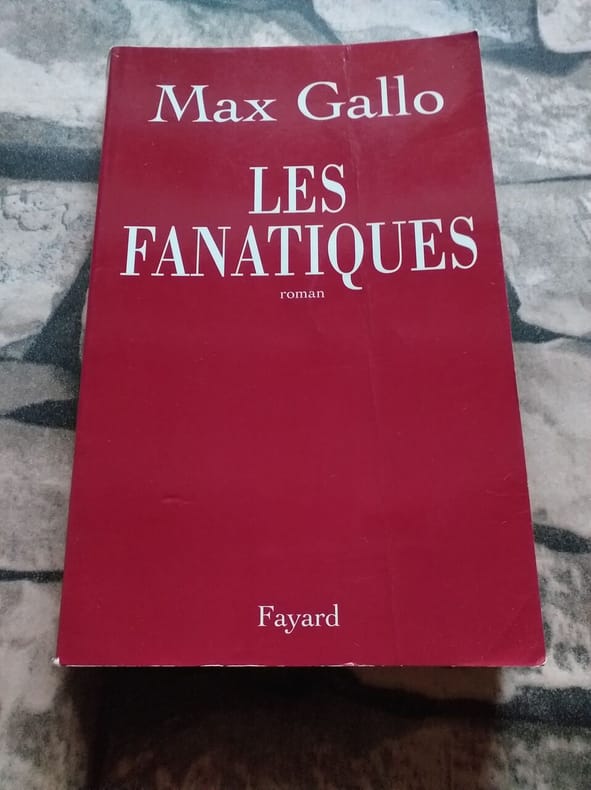 Max Gallo
LES
FANATIQUES
roman
Fayard